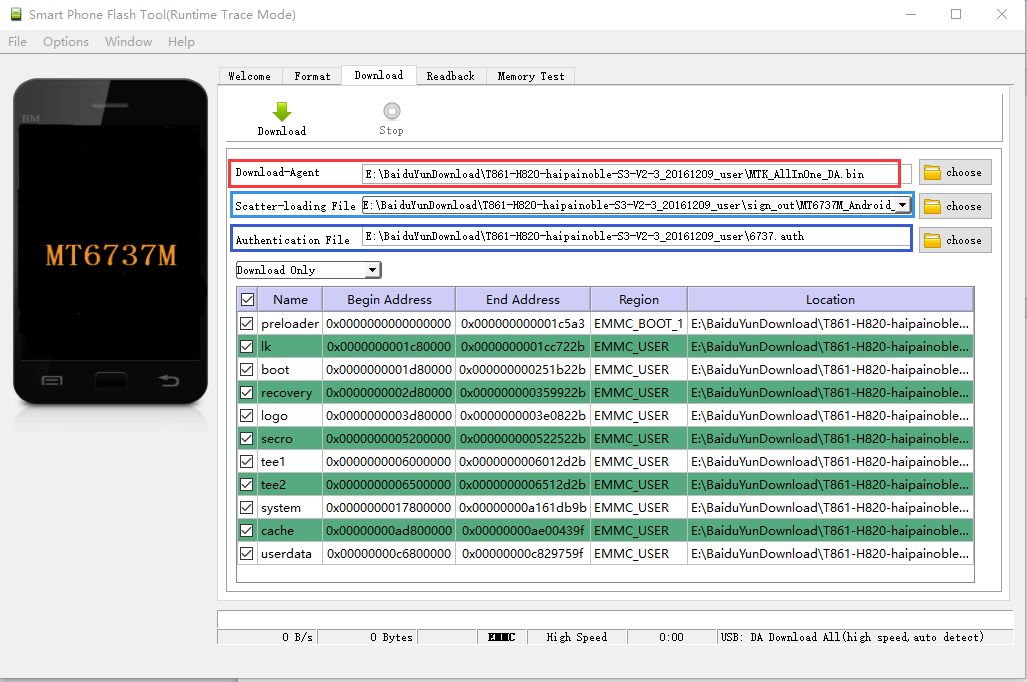 Smart Phone Flash Tool(Runtime Trace Mode)
File Options Window Help
Welcome Format Download Readback Memory Test
BM
Download Stop
Download-Agent E:\BaiduYunDownload\T861-H820-haipainoble-S3-V2-3_20161209_user\MTK_AllInOne_DA.bin choose
Scatter-loading File E:\BaiduYunDownload\T861-H820-haipainoble-S3-V2-3_20161209_user\sign_out\MT6737M_Android_ choose
Authentication File E:\BaiduYunDownload\T861-H820-haipainoble-S3-V2-3_20161209_user\6737.auth choose
MT6737M
Download Only
Name Begin Address End Address Region Location
preloader 0x0000000000000000 0x000000000001c5a3 EMMC_BOOT_1 E:\BaiduYunDownload\T861-H820-haipainoble...
lk 0x0000000001c80000 0x0000000001cc722b EMMC_USER E:\BaiduYunDownload\T861-H820-haipainoble...
boot 0x0000000001d80000 0x000000000251b22b EMMC_USER E:\BaiduYunDownload\T861-H820-haipainoble...
recovery 0x0000000002d80000 0x000000000359922b EMMC_USER E:\BaiduYunDownload\T861-H820-haipainoble...
logo 0x0000000003d80000 0x0000000003e0822b EMMC_USER E:\BaiduYunDownload\T861-H820-haipainoble...
secro 0x0000000005200000 0x000000000522522b EMMC_USER E:\BaiduYunDownload\T861-H820-haipainoble...
tee1 0x0000000006000000 0x0000000006012d2b EMMC_USER E:\BaiduYunDownload\T861-H820-haipainoble...
tee2 0x0000000006500000 0x0000000006512d2b EMMC_USER E:\BaiduYunDownload\T861-H820-haipainoble...
system 0x0000000017800000 0x00000000a161db9b EMMC_USER E:\BaiduYunDownload\T861-H820-haipainoble...
cache 0x00000000ad800000 0x00000000ae00439f EMMC_USER E:\BaiduYunDownload\T861-H820-haipainoble...
userdata 0x00000000c6800000 0x00000000c829759f EMMC_USER E:\BaiduYunDownload\T861-H820-haipainoble...
0 B/s 0 Bytes EMMC High Speed 0:00 USB: DA Download All(high speed,auto detect)